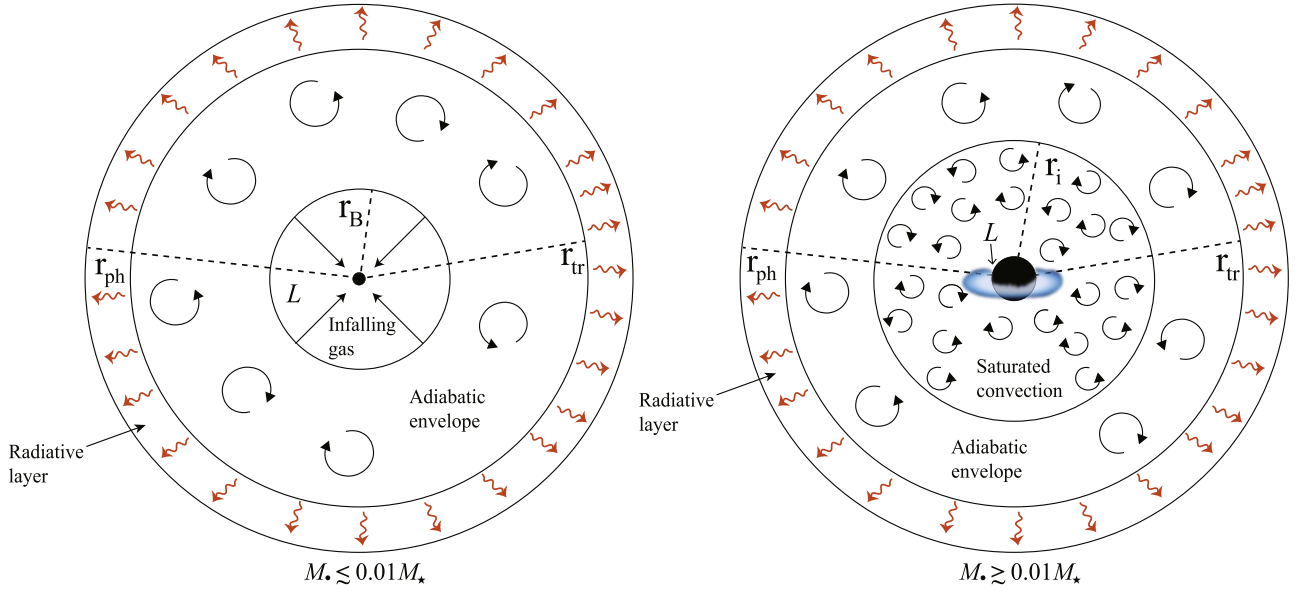 r_B
r_ph
r_tr
L
Infalling
gas
Adiabatic
envelope
Radiative
layer
M• ≲ 0.01M⋆
r_i
L
r_ph
r_tr
Saturated
convection
Radiative
layer
Adiabatic
envelope
M• ≳ 0.01M⋆